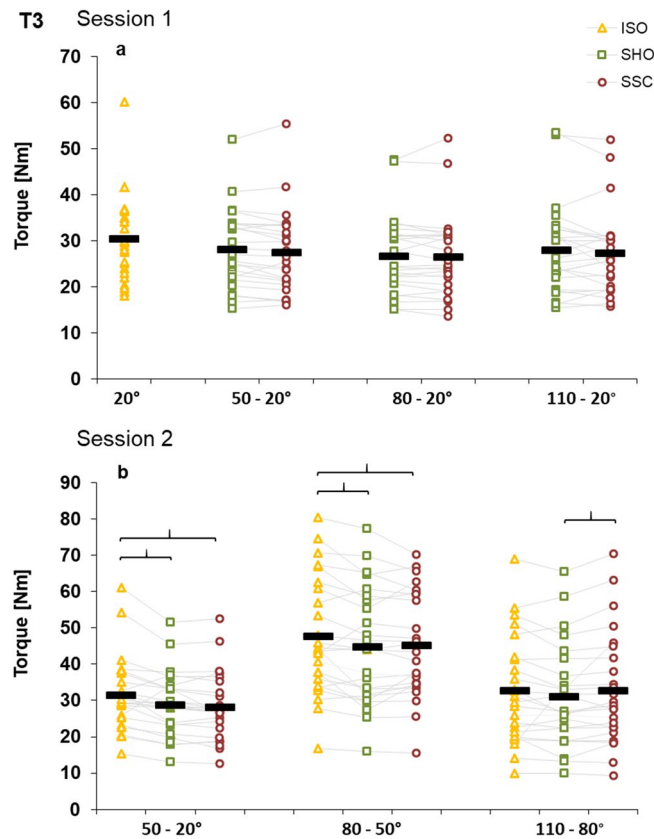 T3 Session 1
a
ISO
SHO
SSC
Torque [Nm]
70
60
50
40
30
20
10
0
20° 50 - 20° 80 - 20° 110 - 20°
Session 2
b
Torque [Nm]
90
80
70
60
50
40
30
20
10
0
50 - 20° 80 - 50° 110 - 80°